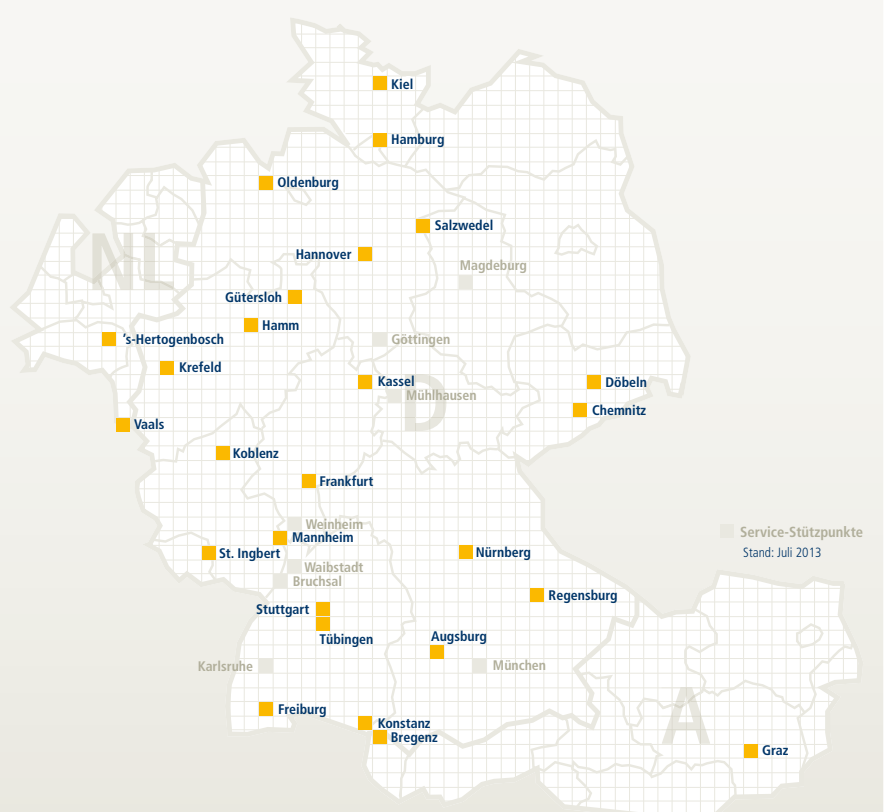 Kiel
Hamburg
Oldenburg
Salzwedel
NL
Hannover
Magdeburg
Gütersloh
Hamm
's-Hertogenbosch
Göttingen
Krefeld
Kassel
Döbeln
D
Mühlhausen
Chemnitz
Vaals
Koblenz
Frankfurt
Weinheim
Service-Stützpunkte
Mannheim
Stand: Juli 2013
St. Ingbert
Nürnberg
Waibstadt
Bruchsal
Regensburg
Stuttgart
Tübingen
Augsburg
Karlsruhe
München
Freiburg
A
Konstanz
Bregenz
Graz